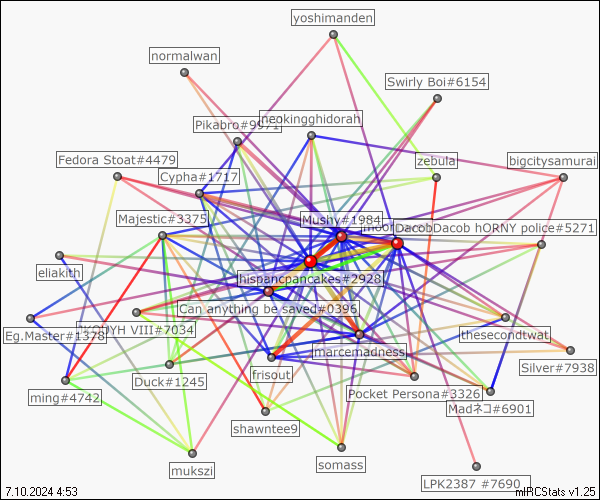 yoshimanden
normalwan
Swirly Boi#6154
Pikabro#9971
neokingghidorah
Fedora Stoat#4479
zebula
bigcitysamurai
Cypha#1717
Majestic#3375
Mushy#1984
DacobDacob hORNY police#5271
eliakith
hispancpancakes#2928
Can anything be saved#0396
VIII#7034
Eg.Master#1378
thesecondtwat
marcemadness
Silver#7938
frisout
Duck#1245
ming#4742
Pocket Persona#3326
Madネコ#6901
shawntee9
mukszi
somass
LPK2387 #7690
7.10.2024 4:53
mIRCStats v1.25